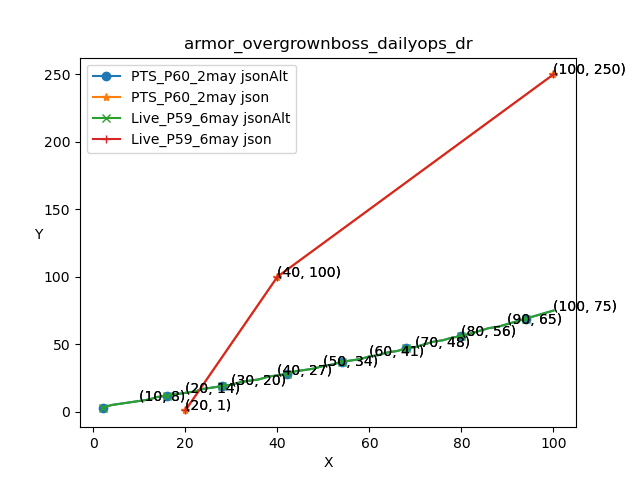 armor_overgrownboss_dailyops_dr
PTS_P60_2may jsonAlt
PTS_P60_2may json
Live_P59_6may jsonAlt
Live_P59_6may json
(100, 250)
250
200
150
Y
100
(40, 100)
(100, 75)
(90, 65)
(80, 56)
50
(70, 48)
(60, 41)
(50, 34)
(40, 27)
(30, 20)
(20, 14)
(10, 8)
(20, 1)
0
0 20 40 60 80 100
X